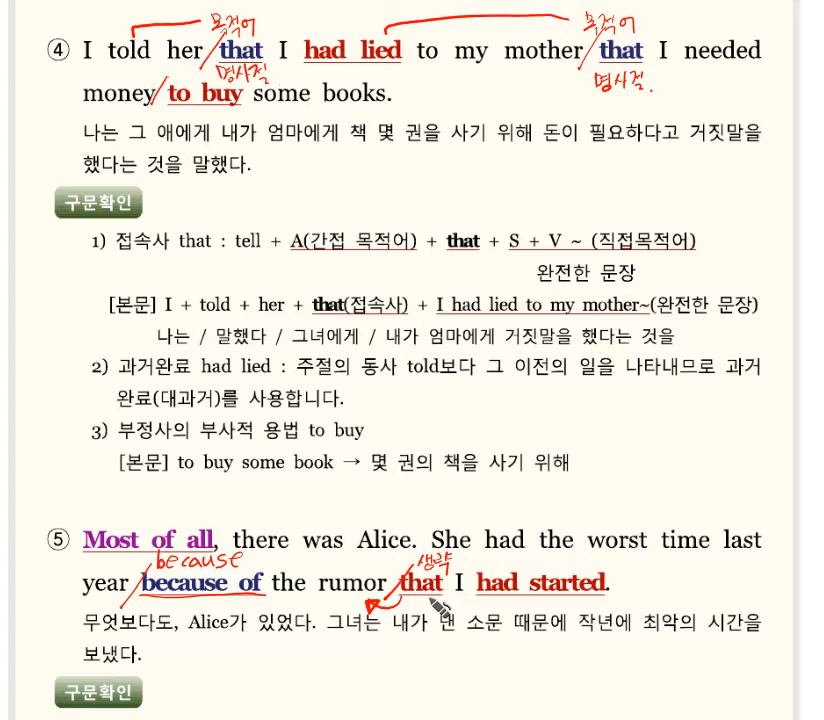 목적어 목적어
④ I told her that I had lied to my mother that I needed
명사절 명사절.
money to buy some books.
나는 그 애에게 내가 엄마에게 책 몇 권을 사기 위해 돈이 필요하다고 거짓말을
했다는 것을 말했다.
구문확인
1) 접속사 that : tell + A(간접 목적어) + that + S + V ~ (직접목적어)
완전한 문장
[본문] I + told + her + that(접속사) + I had lied to my mother~(완전한 문장)
나는 / 말했다 / 그녀에게 / 내가 엄마에게 거짓말을 했다는 것을
2) 과거완료 had lied : 주절의 동사 told보다 그 이전의 일을 나타내므로 과거
완료(대과거)를 사용합니다.
3) 부정사의 부사적 용법 to buy
[본문] to buy some book → 몇 권의 책을 사기 위해
⑤ Most of all, there was Alice. She had the worst time last
because 생략
year because of the rumor that I had started.
무엇보다도, Alice가 있었다. 그녀는 내가 낸 소문 때문에 작년에 최악의 시간을
보냈다.
구문확인